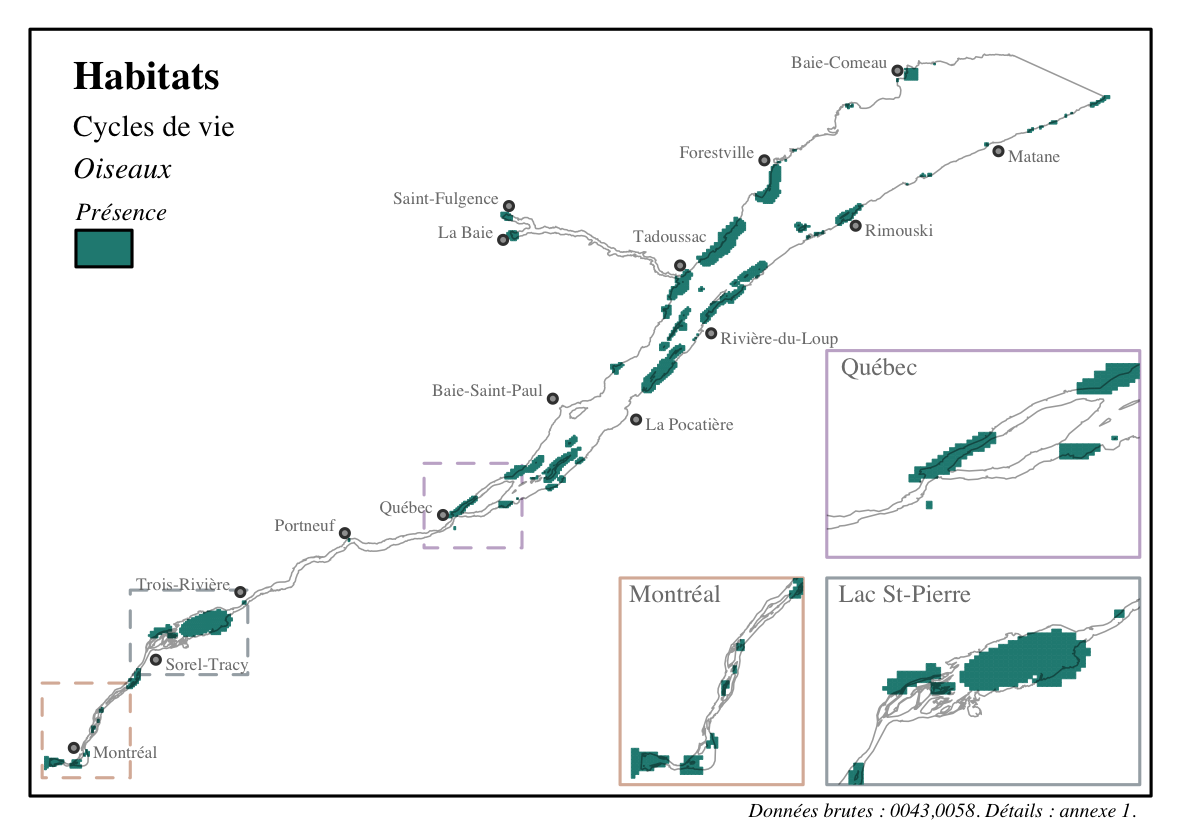 Habitats
Cycles de vie
Oiseaux
Présence
Baie-Comeau
Forestville
Matane
Saint-Fulgence
La Baie
Tadoussac
Rimouski
Rivière-du-Loup
Baie-Saint-Paul
La Pocatière
Québec
Portneuf
Trois-Rivière
Sorel-Tracy
Montréal
Québec
Montréal
Lac St-Pierre
Données brutes : 0043,0058. Détails : annexe 1.